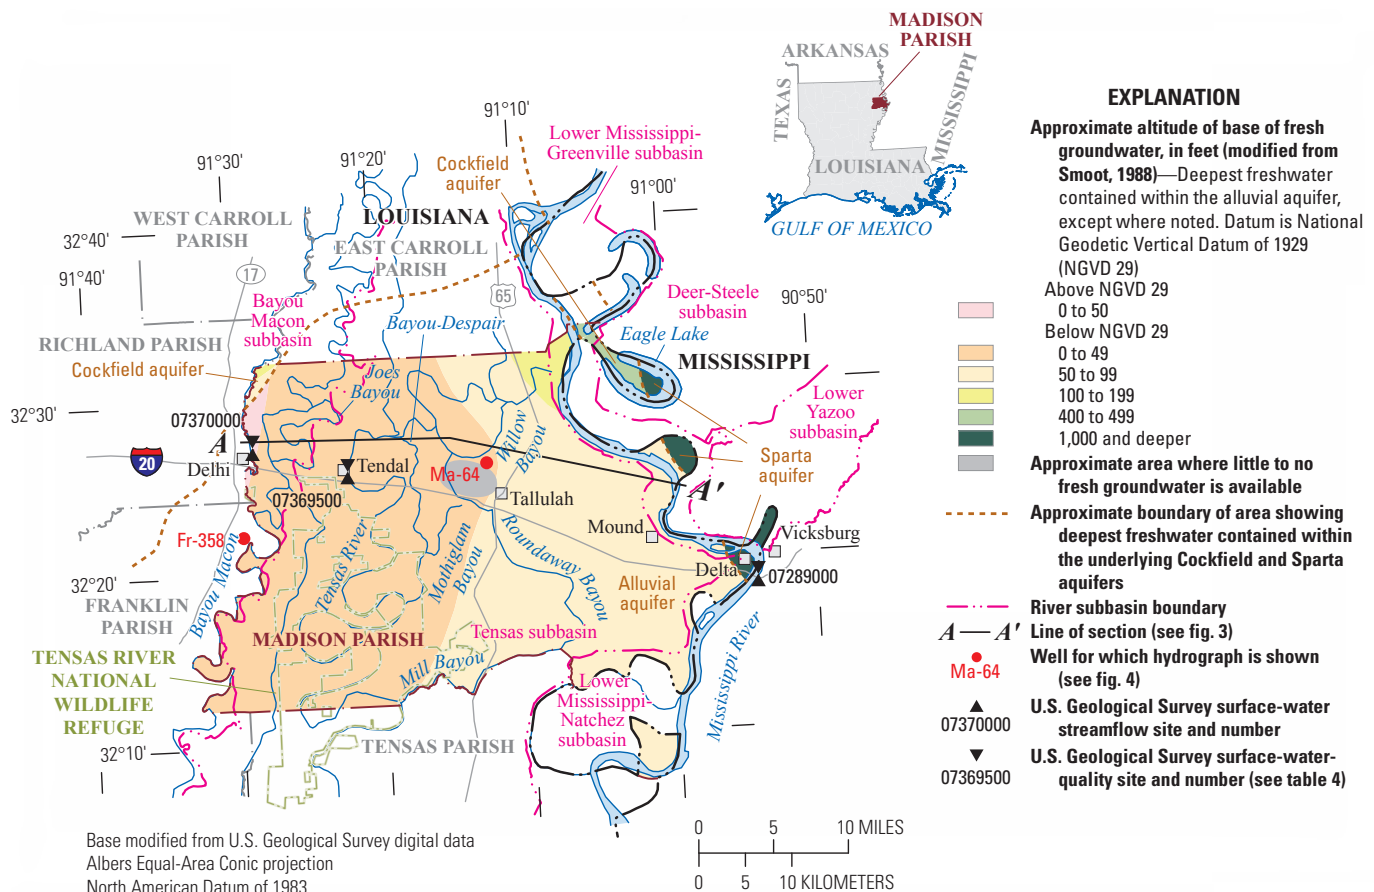 MADISON
PARISH
ARKANSAS
TEXAS
MISSISSIPPI
LOUISIANA
GULF OF MEXICO
91°10'
91°30'
91°20'
91°00'
Lower Mississippi-
Greenville subbasin
Cockfield
aquifer
WEST CARROLL
PARISH
LOUISIANA
32°40'
EAST CARROLL
PARISH
91°40'
17
65
Bayou
Macon
subbasin
Deer-Steele
subbasin
90°50'
Bayou Despair
Eagle Lake
RICHLAND PARISH
MISSISSIPPI
Cockfield aquifer
Joes
Bayou
32°30'
07370000
Lower
Yazoo
subbasin
A
Willow
Bayou
20
Delhi
Tendal
Ma-64
Sparta
aquifer
07369500
Tallulah
A'
Mound
Vicksburg
Fr-358
Delta
07289000
Bayou Macon
Tensas River
Mothiglam
Bayou
Roundaway Bayou
Alluvial
aquifer
32°20'
FRANKLIN
PARISH
MADISON PARISH
Tensas subbasin
TENSAS RIVER
NATIONAL
WILDLIFE
REFUGE
Mill Bayou
Lower
Mississippi-
Natchez
subbasin
Mississippi River
32°10'
TENSAS PARISH
Base modified from U.S. Geological Survey digital data
Albers Equal-Area Conic projection
North American Datum of 1983
0 5 10 MILES
0 5 10 KILOMETERS
EXPLANATION
Approximate altitude of base of fresh
groundwater, in feet (modified from
Smoot, 1988)—Deepest freshwater
contained within the alluvial aquifer,
except where noted. Datum is National
Geodetic Vertical Datum of 1929
(NGVD 29)
Above NGVD 29
0 to 50
Below NGVD 29
0 to 49
50 to 99
100 to 199
400 to 499
1,000 and deeper
Approximate area where little to no
fresh groundwater is available
Approximate boundary of area showing
deepest freshwater contained within
the underlying Cockfield and Sparta
aquifers
River subbasin boundary
A A' Line of section (see fig. 3)
Ma-64 Well for which hydrograph is shown
(see fig. 4)
07370000 U.S. Geological Survey surface-water
streamflow site and number
07369500 U.S. Geological Survey surface-water-
quality site and number (see table 4)